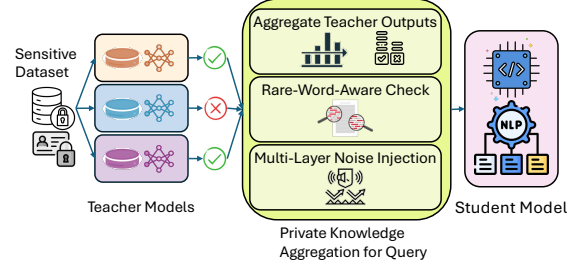 Sensitive
Dataset
Teacher Models
Aggregate Teacher Outputs
Rare-Word-Aware Check
Multi-Layer Noise Injection
Private Knowledge
Aggregation for Query
</>
NLP
Student Model